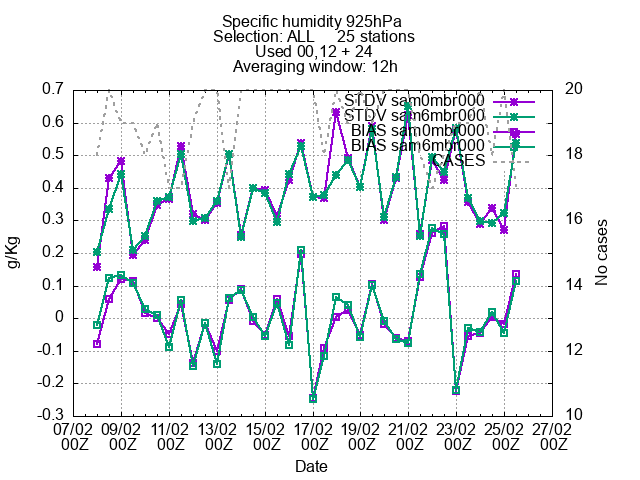 Specific humidity 925hPa
Selection: ALL 25 stations
Used 00,12 + 24
Averaging window: 12h
STDV sam0mbr000
STDV sam6mbr000
BIAS sam0mbr000
BIAS sam6mbr000
CASES
0.7
0.6
0.5
0.4
0.3
0.2
0.1
0
-0.1
-0.2
-0.3
g/Kg
20
18
16
14
12
10
No cases
07/02 09/02 11/02 13/02 15/02 17/02 19/02 21/02 23/02 25/02 27/02
00Z 00Z 00Z 00Z 00Z 00Z 00Z 00Z 00Z 00Z 00Z
Date